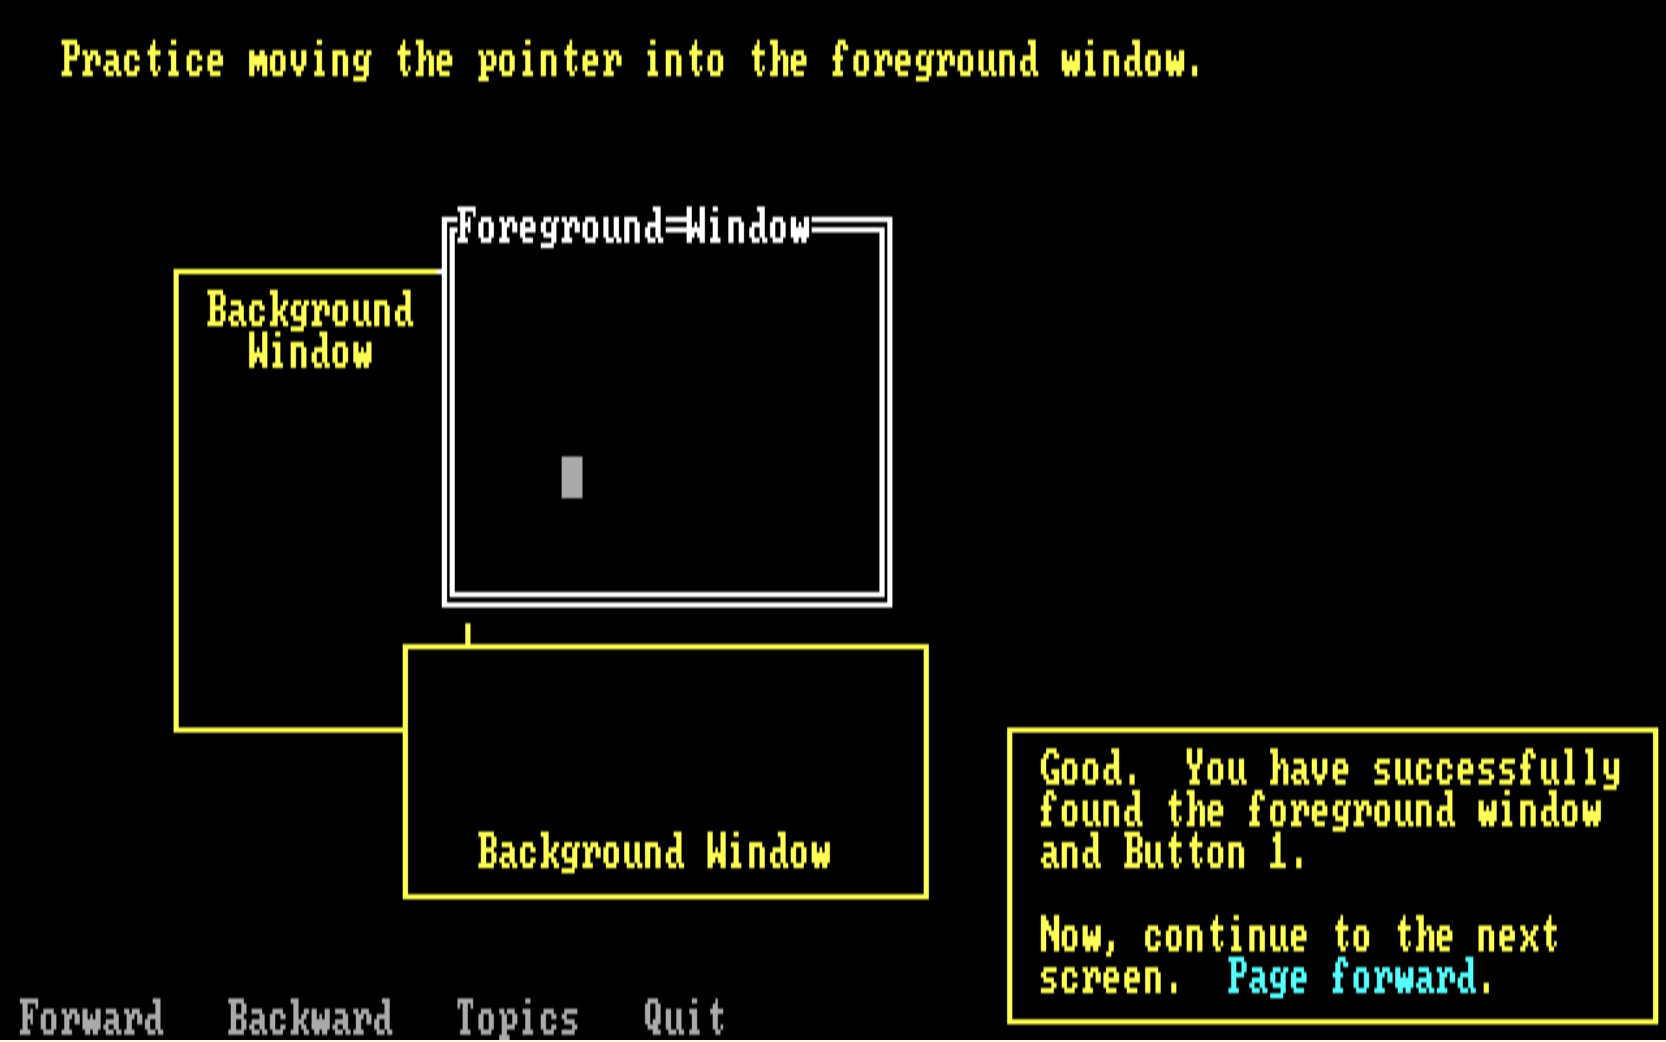 Practice moving the pointer into the foreground window.
Foreground Window
Background
Window
Background Window
Good.  You have successfully
found the foreground window
and Button 1.
Now, continue to the next
screen.  Page forward.
Forward Backward Topics Quit